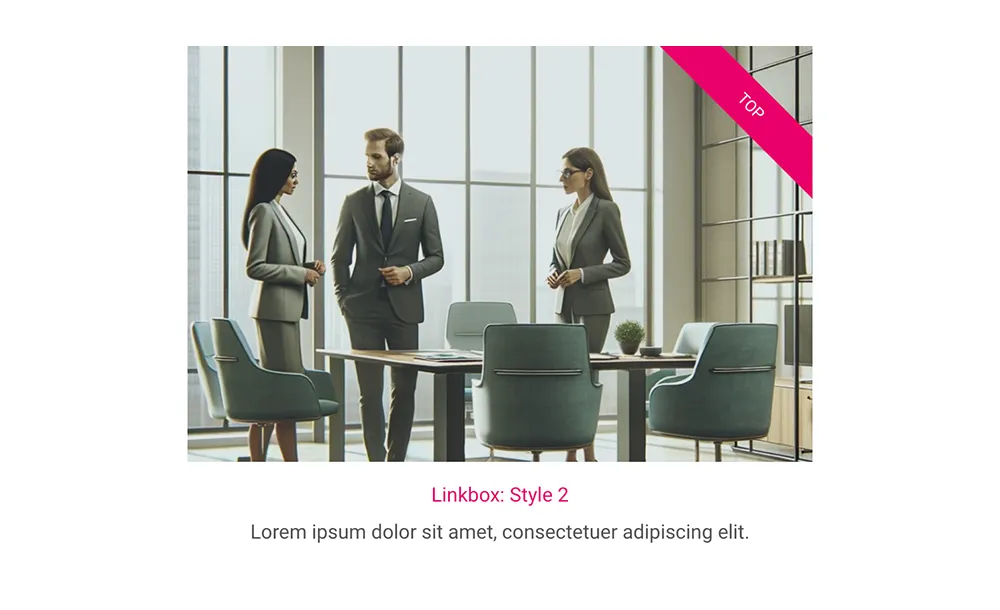 TOP
Linkbox: Style 2
Lorem ipsum dolor sit amet, consectetuer adipiscing elit.